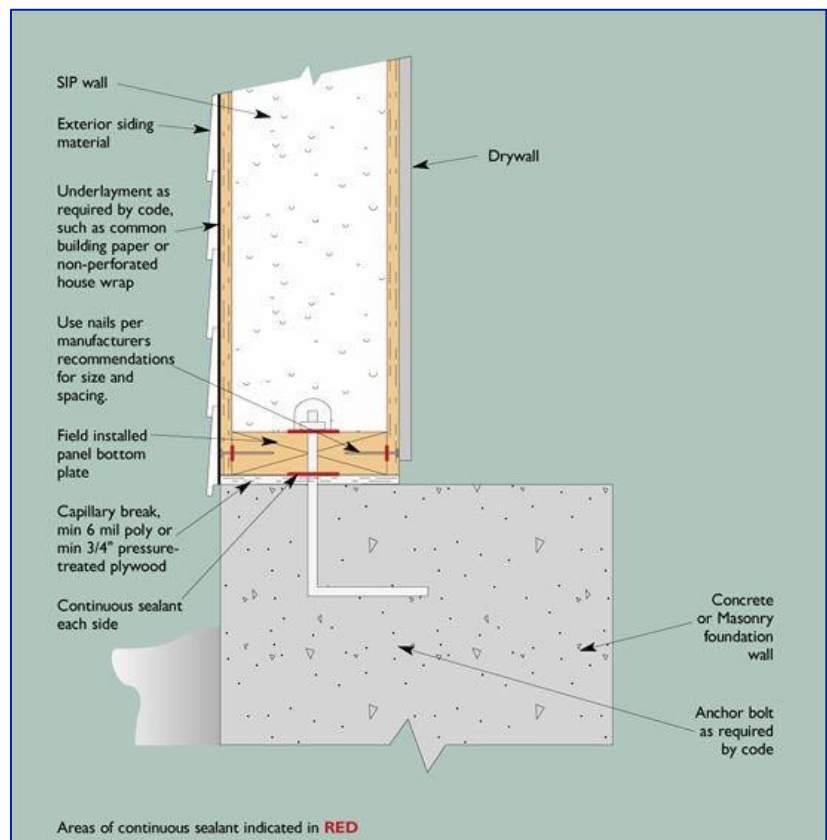 SIP wall
Exterior siding
material
Underlayment as
required by code,
such as common
building paper or
non-perforated
house wrap
Use nails per
manufacturers
recommendations
for size and
spacing.
Field installed
panel bottom
plate
Capillary break,
min 6 mil poly or
min 3/4" pressure-
treated plywood
Continuous sealant
each side
Drywall
Concrete
or Masonry
foundation
wall
Anchor bolt
as required
by code
Areas of continuous sealant indicated in RED